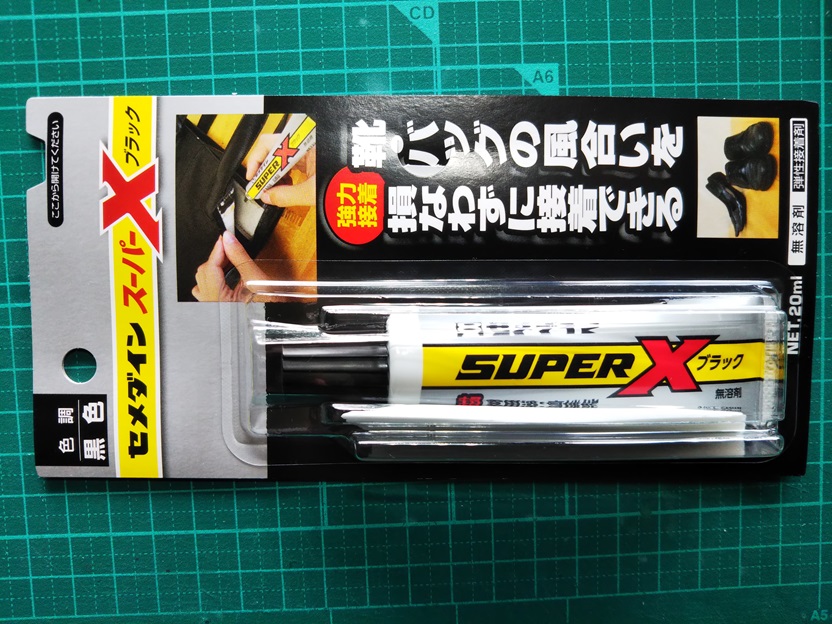 CD
A6
ここから開けてください
セメダイン スーパーX ブラック
色調
黒色
SUPER X
強力
接着
靴・バッグの風合いを
損なわずに接着できる
無溶剤 弾性接着剤
NET.20ml
SUPER X ブラック
無溶剤
A5